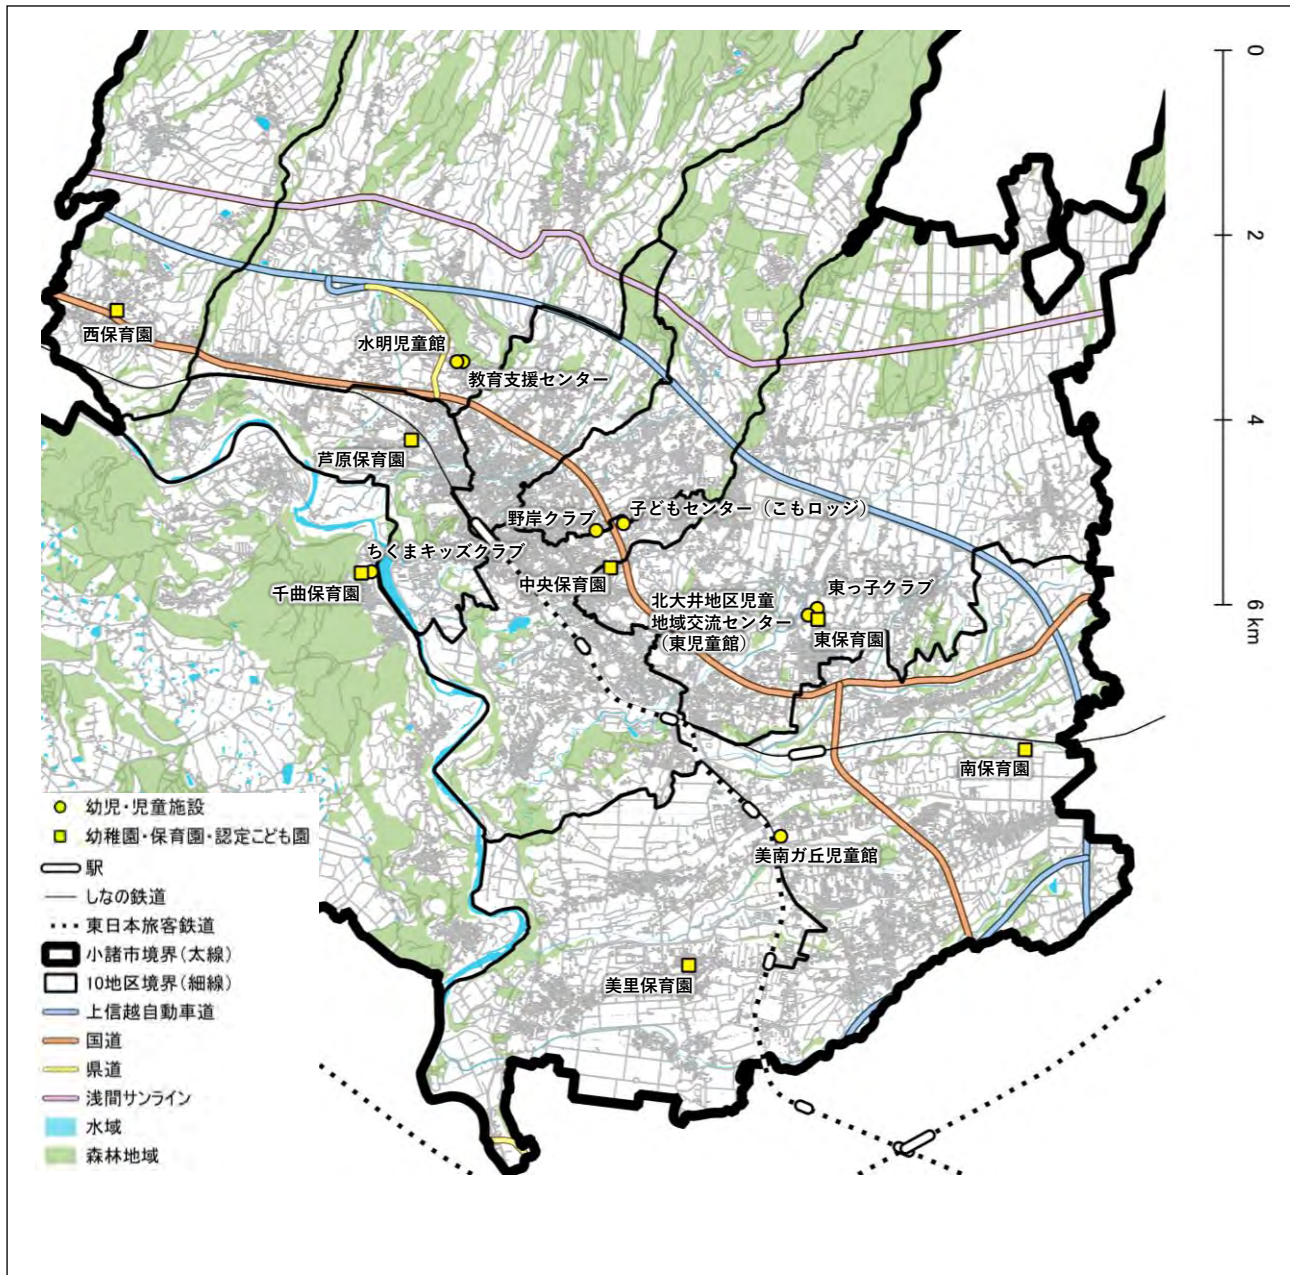 0
2
4
6 km
西保育園
水明児童館
教育支援センター
芦原保育園
野岸クラブ
子どもセンター（こもロッジ）
ちくまキッズクラブ
千曲保育園
中央保育園
北大井地区児童
地域交流センター
（東児童館）
東っ子クラブ
東保育園
南保育園
美南ガ丘児童館
美里保育園
幼児・児童施設
幼稚園・保育園・認定こども園
駅
しなの鉄道
東日本旅客鉄道
小諸市境界（太線）
10地区境界（細線）
上信越自動車道
国道
県道
浅間サンライン
水域
森林地域